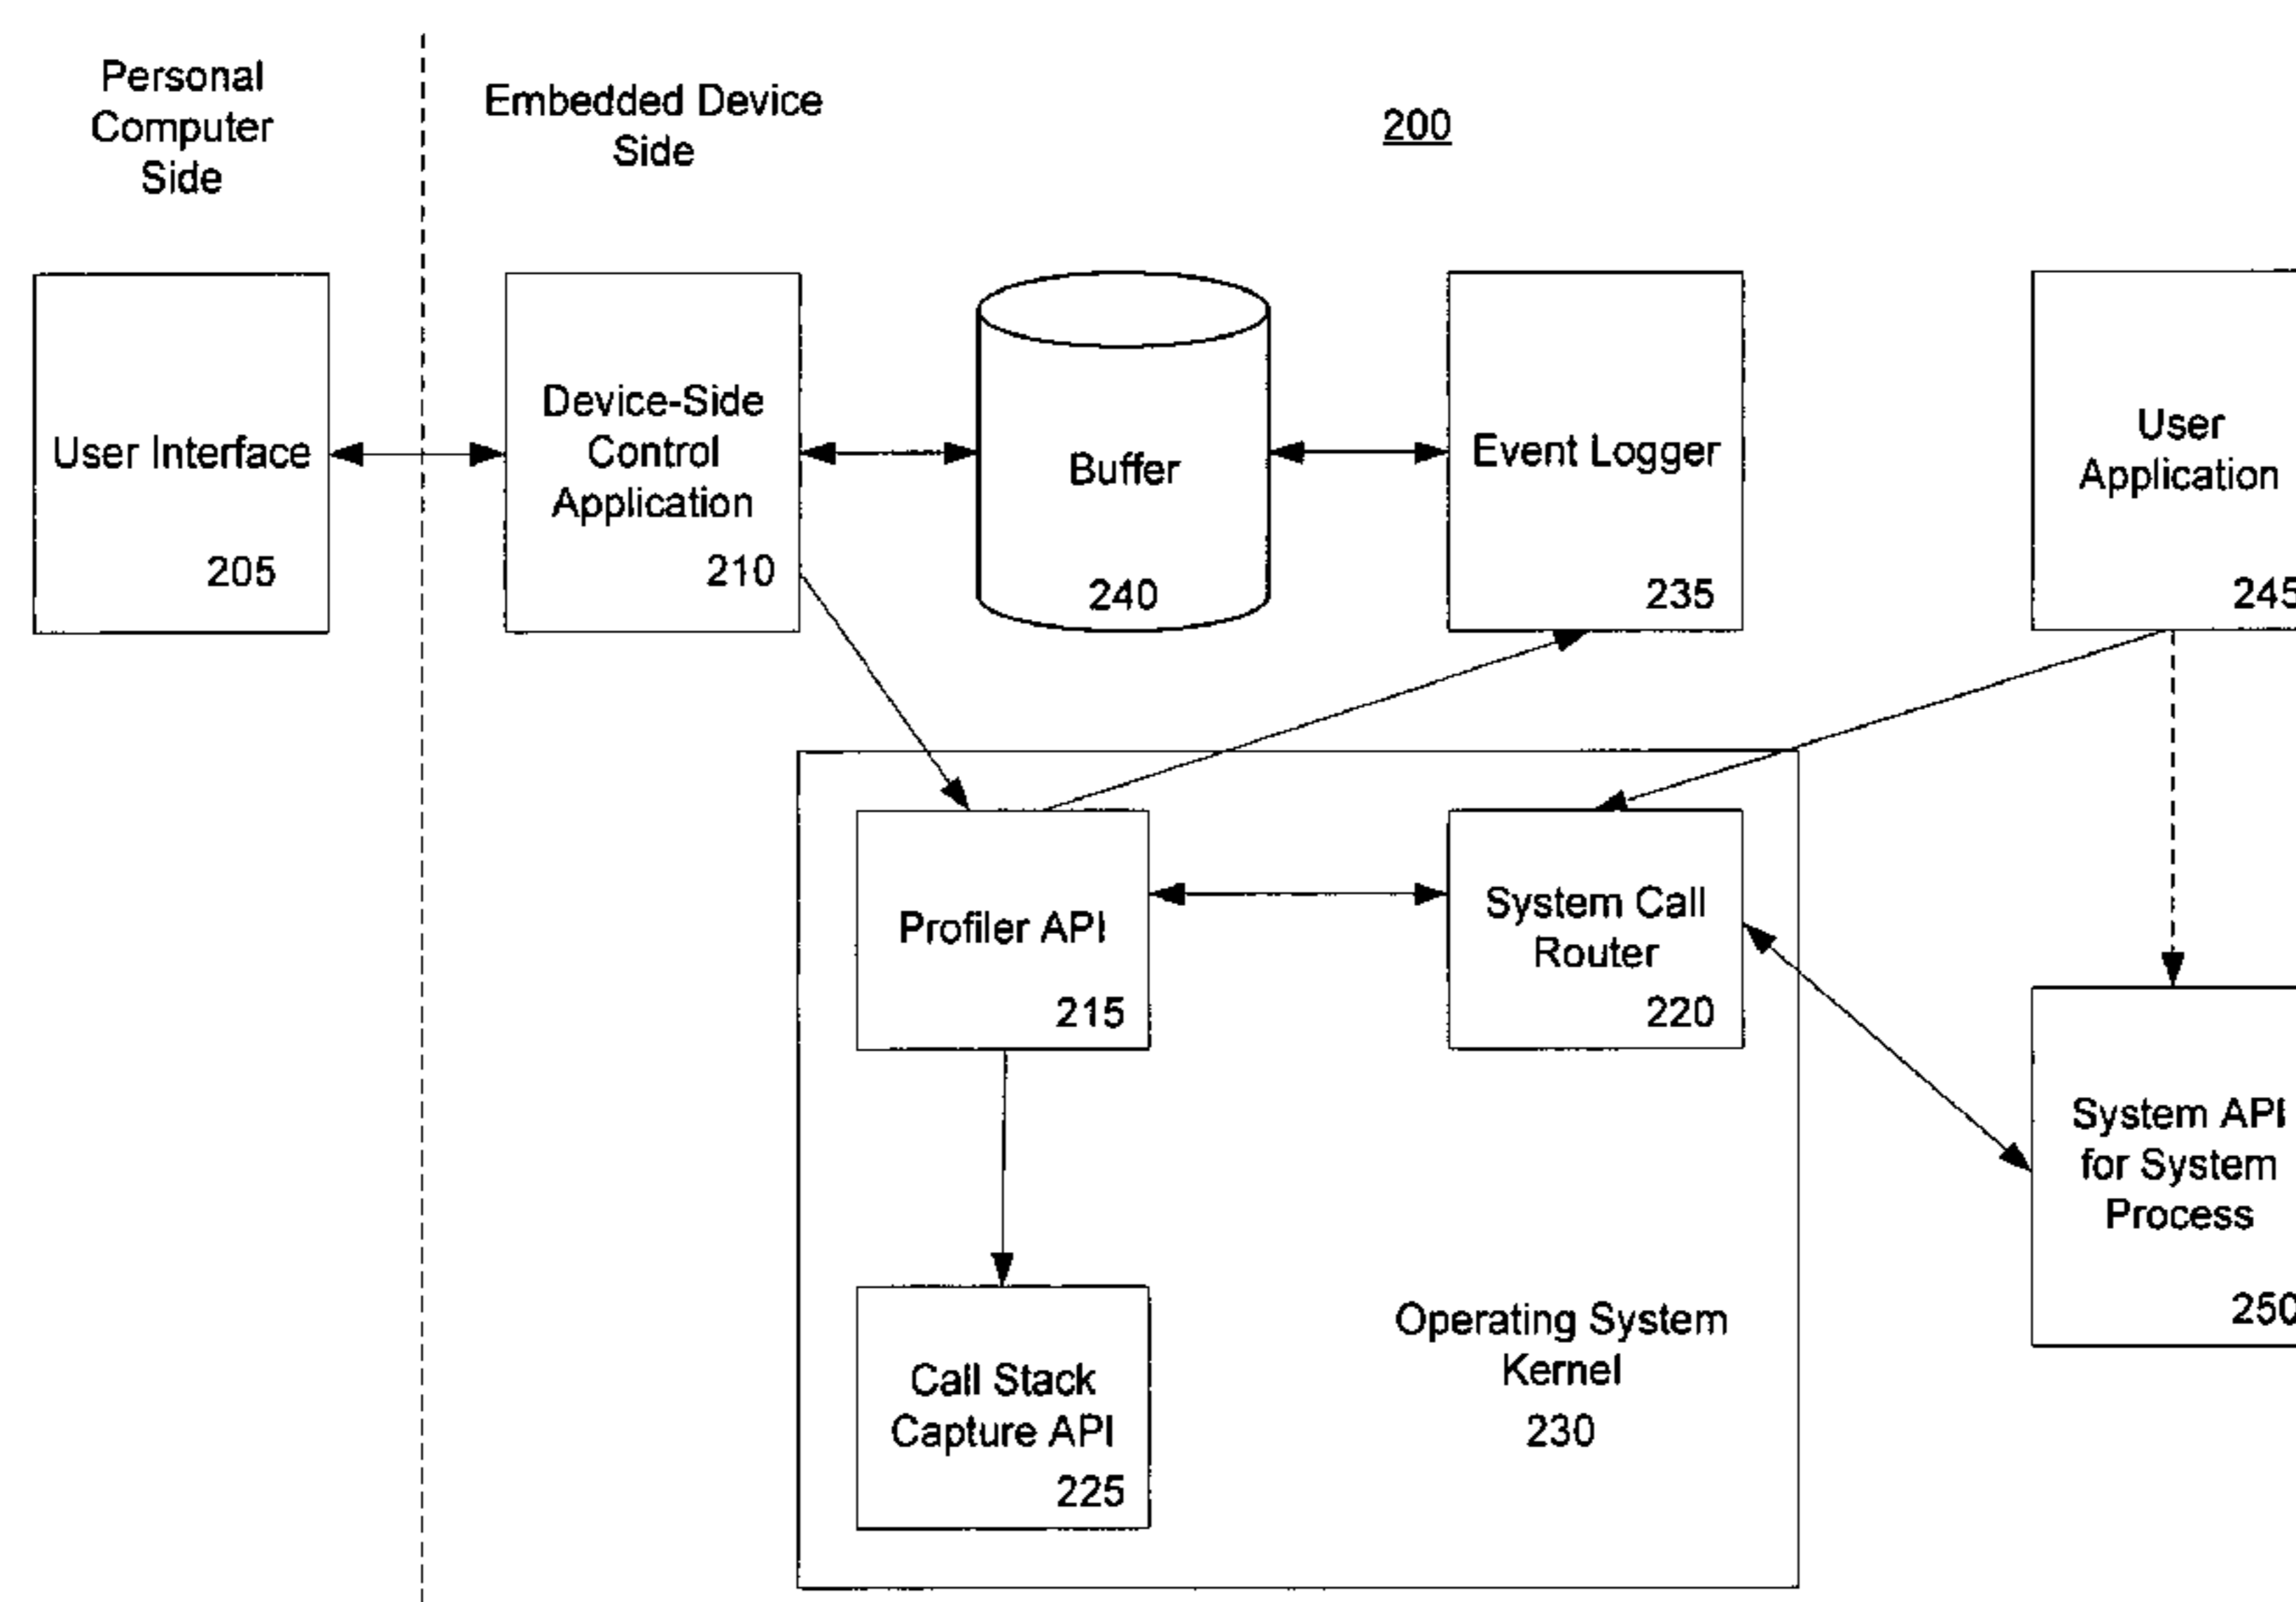 Personal
Computer
Side
Embedded Device
Side
200
User Interface
205
Device-Side
Control
Application
210
Buffer
240
Event Logger
235
User
Application
245
Profiler API
215
System Call
Router
220
System API
for System
Process
250
Call Stack
Capture API
225
Operating System
Kernel
230